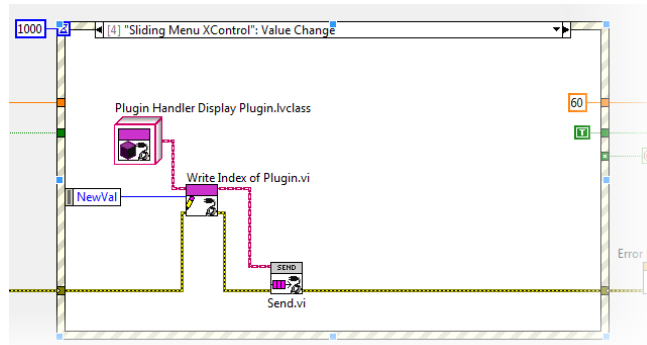 1000
[4] "Sliding Menu XControl": Value Change
60
Plugin Handler Display Plugin.lvclass
T
Write Index of Plugin.vi
NewVal
Error
SEND
Send.vi